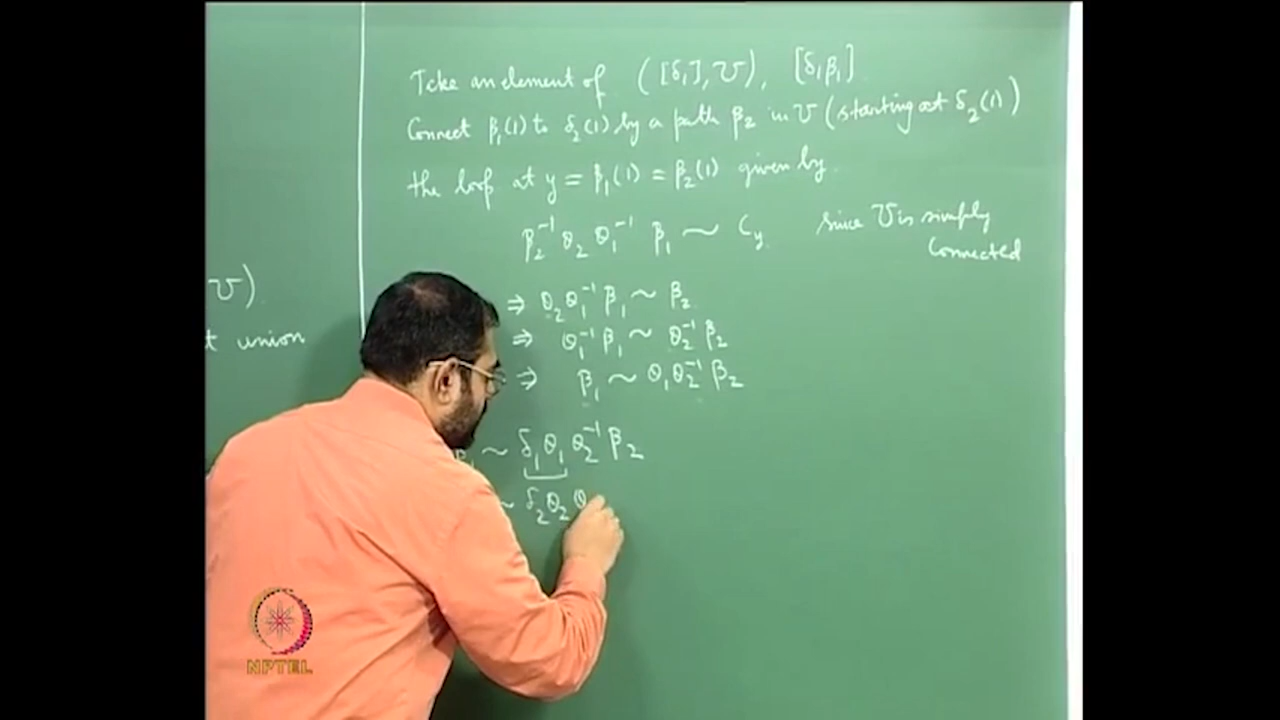 Take an element of ([δ₁], U), [δ₁β₁]
Connect β₁(1) to δ₂(1) by a path β₂ in U (starting at δ₂(1))
the loop at y = β₁(1) = β₂(1) given by
β₂⁻¹ θ₂ θ₁⁻¹ β₁ ~ C_y since U is simply
connected
⇒ θ₂ θ₁⁻¹ β₁ ~ β₂
⇒ θ₁⁻¹ β₁ ~ θ₂⁻¹ β₂
⇒ β₁ ~ θ₁ θ₂⁻¹ β₂
~ δ₁ θ₁ θ₂⁻¹ β₂
~ δ₂ θ₂ θ
U)
union
NPTEL